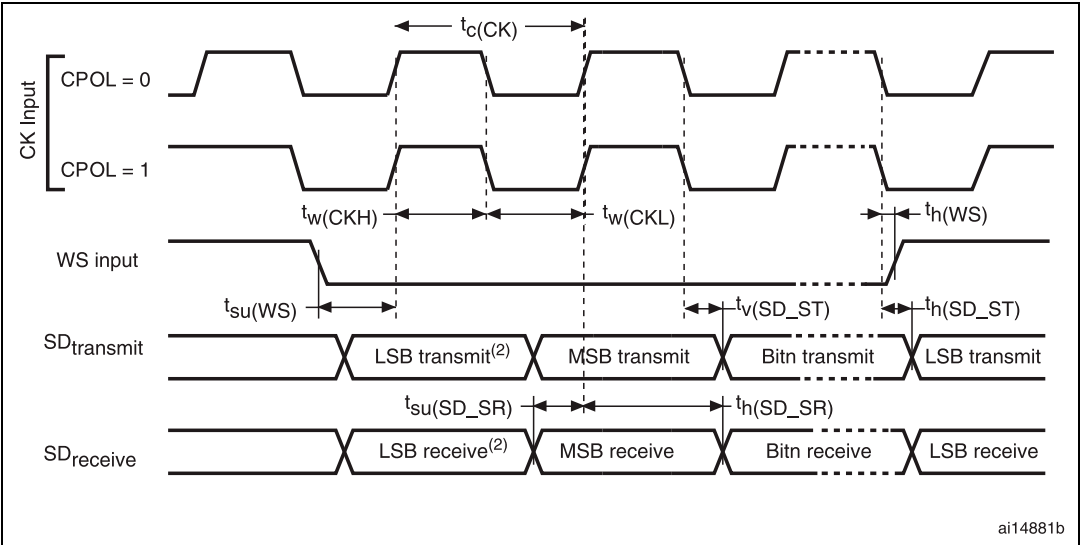 tc(CK)
CK Input
CPOL = 0
CPOL = 1
tw(CKH)
tw(CKL)
th(WS)
WS input
tsu(WS)
tv(SD_ST)
th(SD_ST)
SDtransmit
LSB transmit(2)
MSB transmit
Bitn transmit
LSB transmit
tsu(SD_SR)
th(SD_SR)
SDreceive
LSB receive(2)
MSB receive
Bitn receive
LSB receive
ai14881b